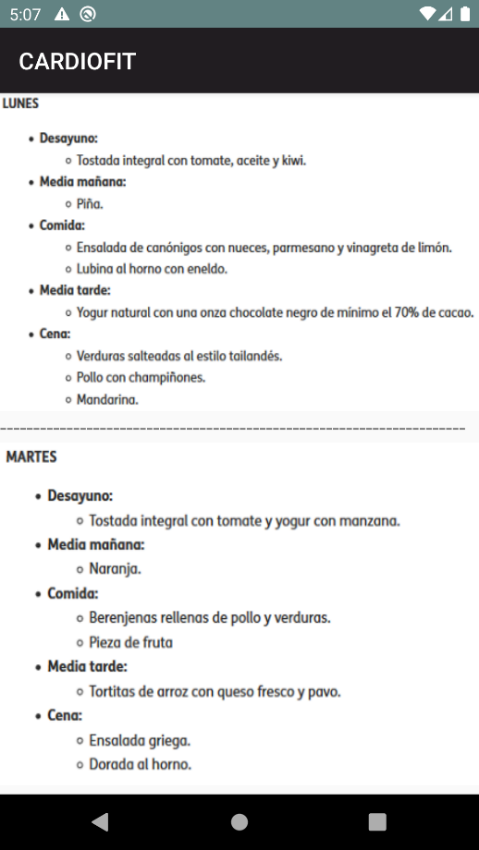 5:07
CARDIOFIT
LUNES
• Desayuno:
◦ Tostada integral con tomate, aceite y kiwi.
• Media mañana:
◦ Piña.
• Comida:
◦ Ensalada de canónigos con nueces, parmesano y vinagreta de limón.
◦ Lubina al horno con eneldo.
• Media tarde:
◦ Yogur natural con una onza chocolate negro de mínimo el 70% de cacao.
• Cena:
◦ Verduras salteadas al estilo tailandés.
◦ Pollo con champiñones.
◦ Mandarina.
----------------------------------------------------------------------
MARTES
• Desayuno:
◦ Tostada integral con tomate y yogur con manzana.
• Media mañana:
◦ Naranja.
• Comida:
◦ Berenjenas rellenas de pollo y verduras.
◦ Pieza de fruta
• Media tarde:
◦ Tortitas de arroz con queso fresco y pavo.
• Cena:
◦ Ensalada griega.
◦ Dorada al horno.